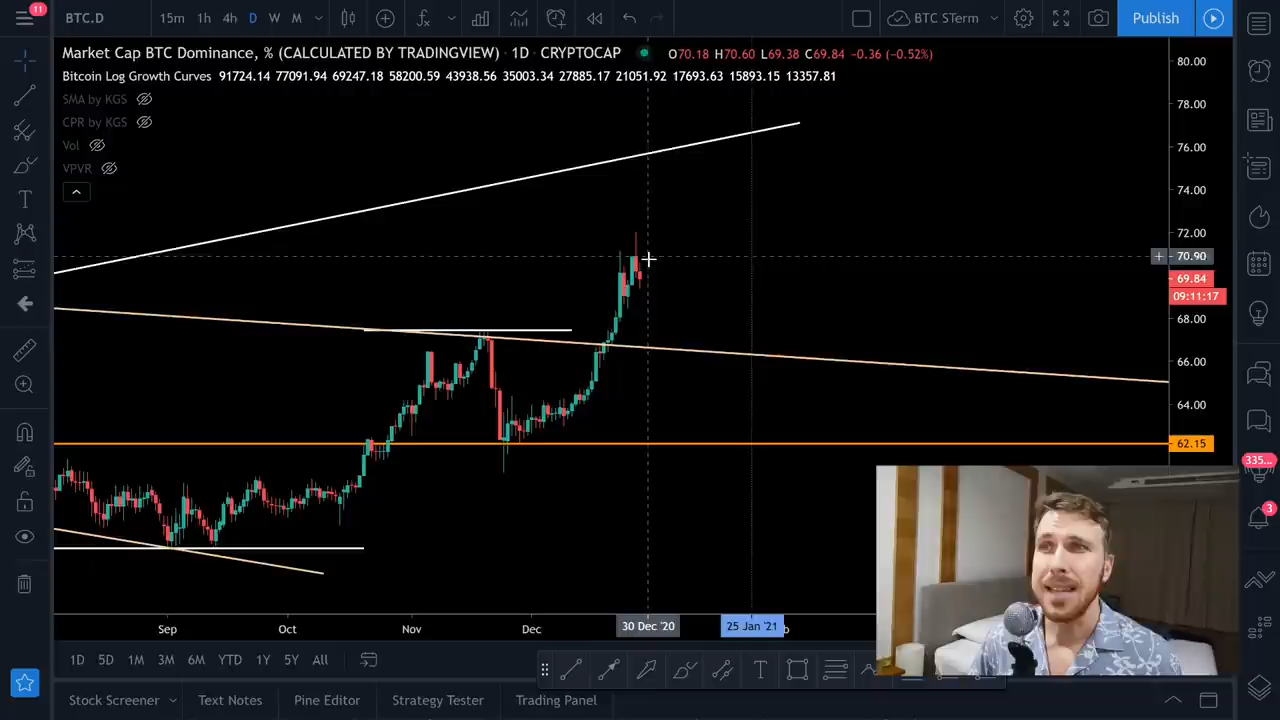 11
BTC.D
15m 1h 4h D W M
BTC STerm
Publish
Market Cap BTC Dominance, % (CALCULATED BY TRADINGVIEW) · 1D · CRYPTOCAP
O70.18 H70.60 L69.38 C69.84 -0.36 (-0.52%)
Bitcoin Log Growth Curves 91724.14 77091.94 69247.18 58200.59 43938.56 35003.34 27885.17 21051.92 17693.63 15893.15 13357.81
SMA by KGS
CPR by KGS
Vol
VPVR
80.00
78.00
76.00
74.00
72.00
70.90
69.84
09:11:17
68.00
66.00
64.00
62.15
335...
3
Sep Oct Nov Dec 30 Dec '20 25 Jan '21
1D 5D 1M 3M 6M YTD 1Y 5Y All
Stock Screener Text Notes Pine Editor Strategy Tester Trading Panel